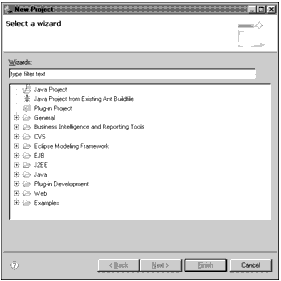 New Project
Select a wizard
Wizards:
type filter text
Java Project
Java Project from Existing Ant Buildfile
Plug-in Project
General
Business Intelligence and Reporting Tools
CVS
Eclipse Modeling Framework
EJB
J2EE
Java
Plug-in Development
Web
Examples
? < Back Next > Finish Cancel